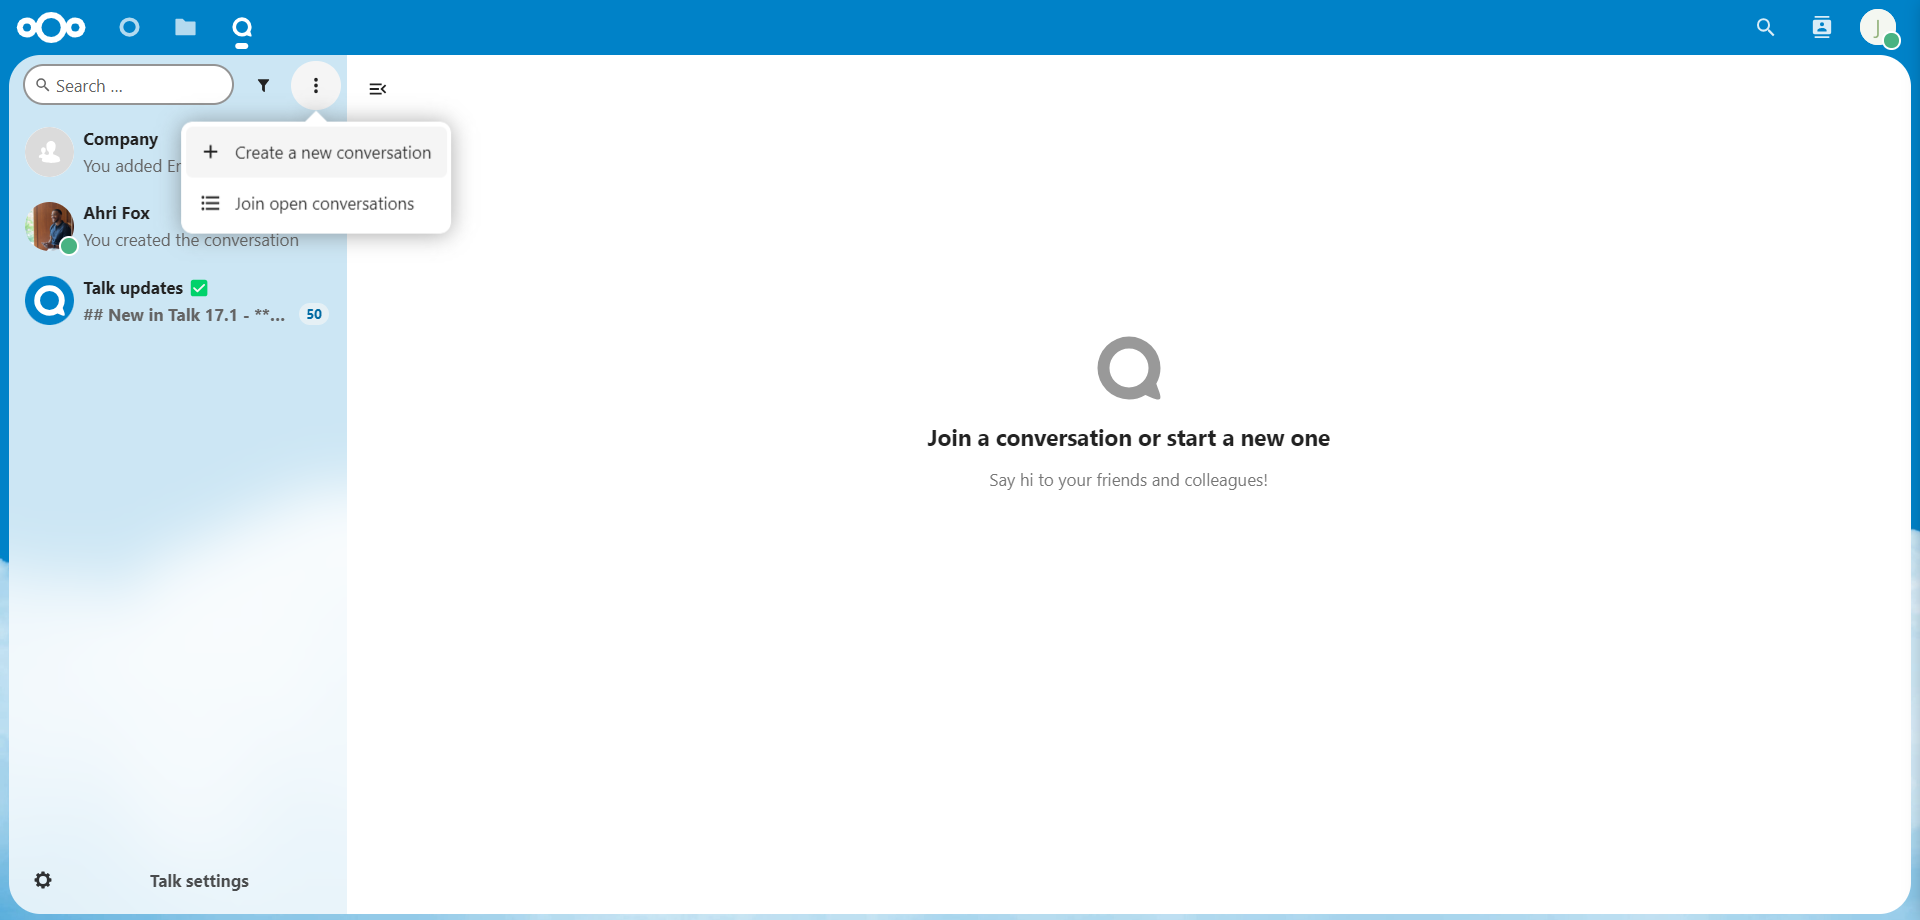 J
Search ...
Company
You added Er
Create a new conversation
Join open conversations
Ahri Fox
You created the conversation
Talk updates ✅
## New in Talk 17.1 - **...
50
Join a conversation or start a new one
Say hi to your friends and colleagues!
Talk settings